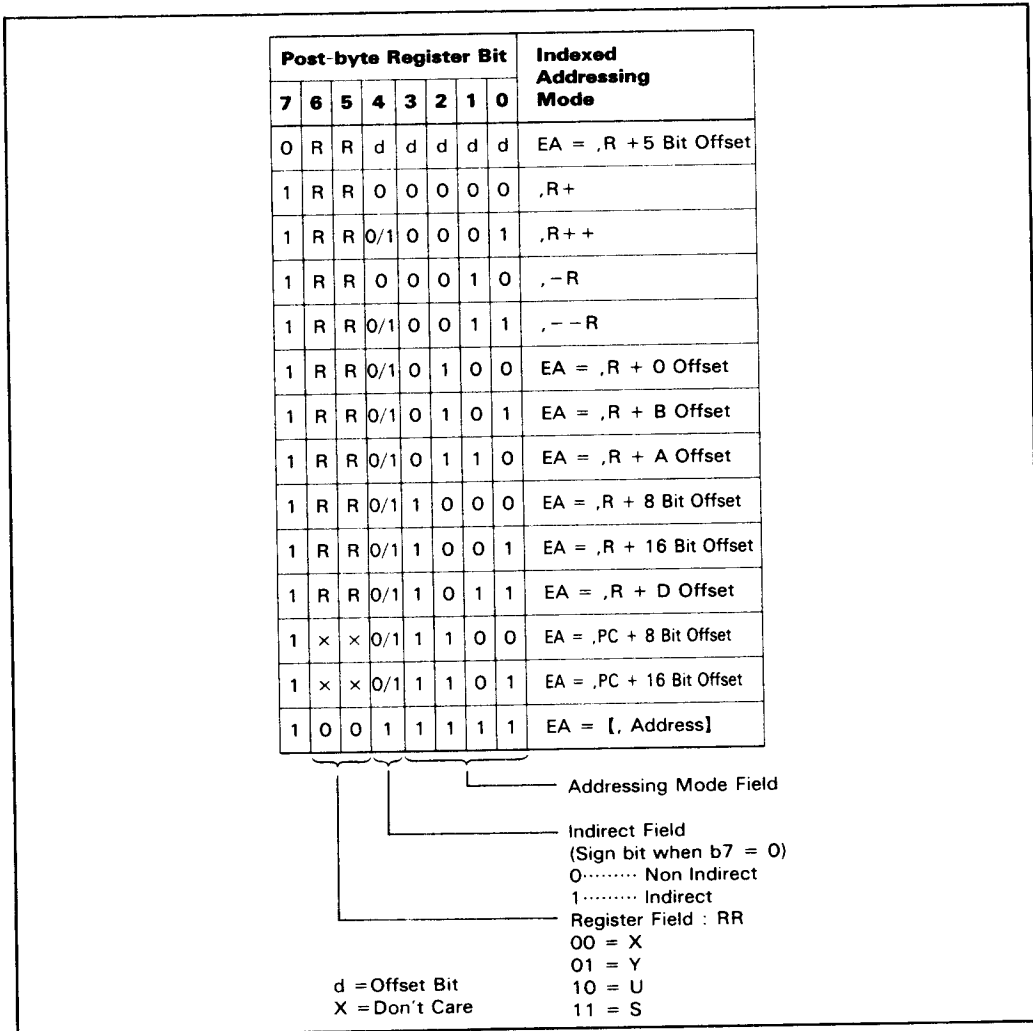 Post-byte Register Bit Indexed Addressing Mode
7 6 5 4 3 2 1 0
0 R R d d d d d EA = ,R +5 Bit Offset
1 R R 0 0 0 0 0 ,R+
1 R R 0/1 0 0 0 1 ,R++
1 R R 0 0 0 1 0 ,-R
1 R R 0/1 0 0 1 1 ,--R
1 R R 0/1 0 1 0 0 EA = ,R + 0 Offset
1 R R 0/1 0 1 0 1 EA = ,R + B Offset
1 R R 0/1 0 1 1 0 EA = ,R + A Offset
1 R R 0/1 1 0 0 0 EA = ,R + 8 Bit Offset
1 R R 0/1 1 0 0 1 EA = ,R + 16 Bit Offset
1 R R 0/1 1 0 1 1 EA = ,R + D Offset
1 × × 0/1 1 1 0 0 EA = ,PC + 8 Bit Offset
1 × × 0/1 1 1 0 1 EA = ,PC + 16 Bit Offset
1 0 0 1 1 1 1 1 EA = [, Address]
Addressing Mode Field
Indirect Field
(Sign bit when b7 = 0)
0········· Non Indirect
1········· Indirect
Register Field : RR
00 = X
01 = Y
10 = U
11 = S
d =Offset Bit
X =Don't Care